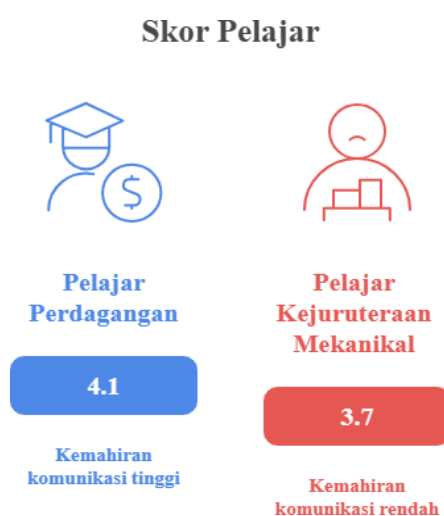 Skor Pelajar
$
Pelajar
Perdagangan
4.1
Kemahiran
komunikasi tinggi
Pelajar
Kejuruteraan
Mekanikal
3.7
Kemahiran
komunikasi rendah